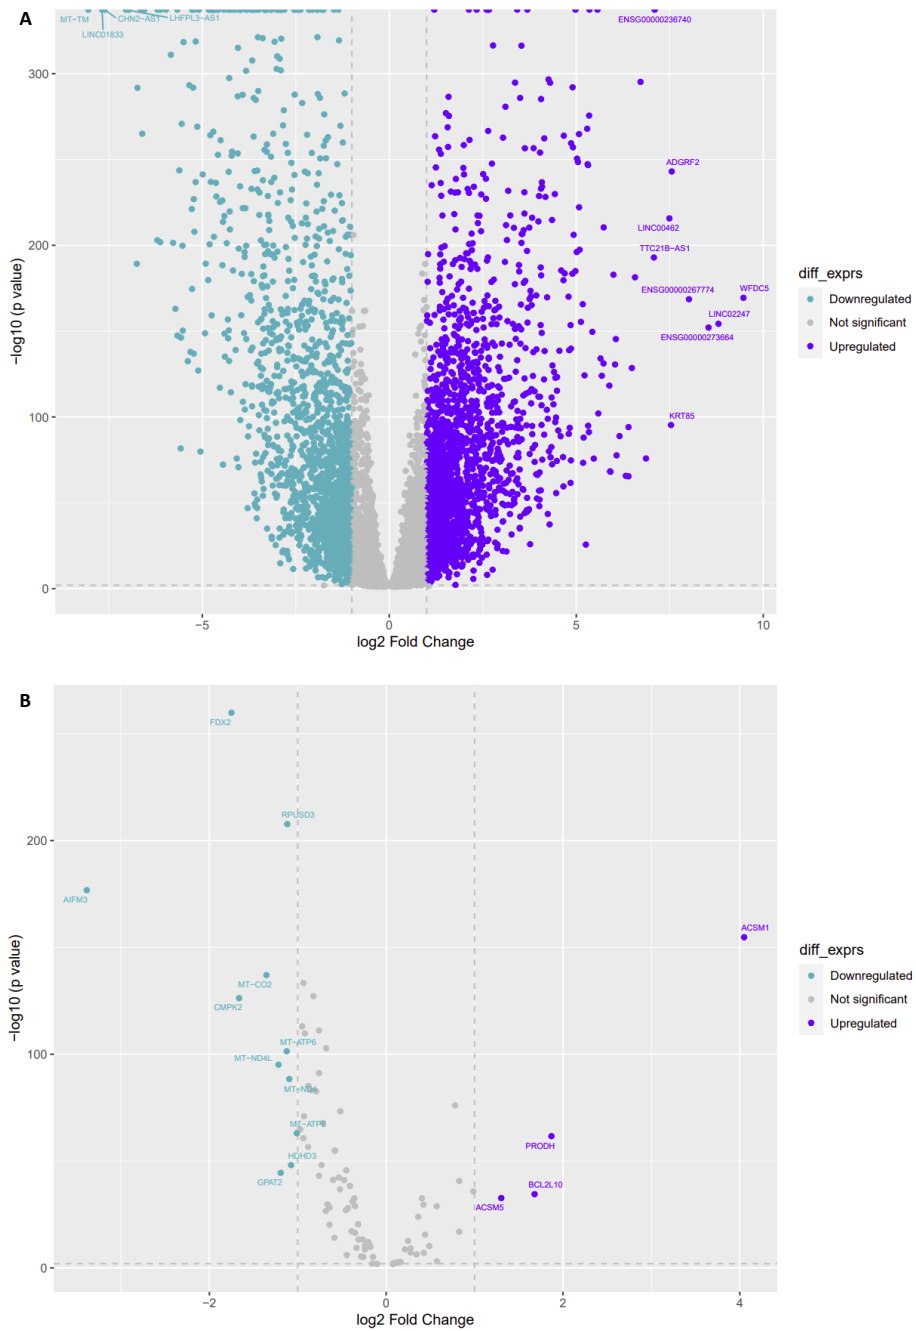 A
MT−TM
CHN2−AS1
LHFPL3−AS1
LINC01833
ENSG00000236740
ADGRF2
LINC00462
TTC21B−AS1
ENSG00000267774
WFDC5
LINC02247
ENSG00000273664
KRT85
300
200
100
0
−log10 (p value)
−5
0
5
10
log2 Fold Change
diff_exprs
Downregulated
Not significant
Upregulated
B
FDX2
RPUSD3
AIFM3
ACSM1
MT−CO2
CMPK2
MT−ATP6
MT−ND4L
MT−ND4
HDHD3
GPAT2
PRODH
BCL2L10
ACSM5
200
100
0
−log10 (p value)
−2
0
2
4
log2 Fold Change
diff_exprs
Downregulated
Not significant
Upregulated